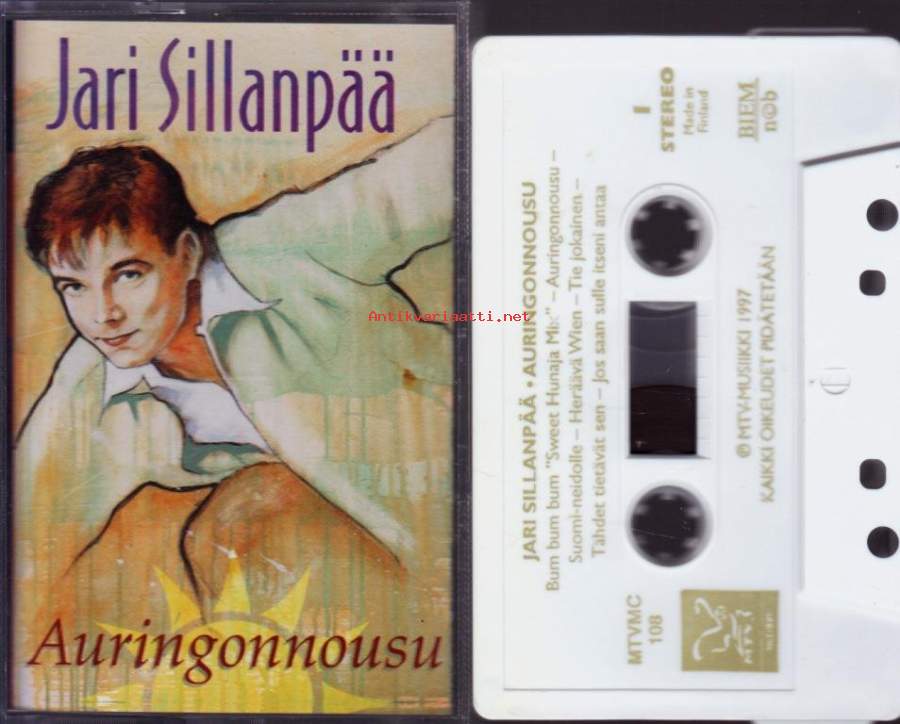 Jari Sillanpää
Auringonnousu
Antikvariaatti.net
JARI SILLANPÄÄ • AURINGONNOUSU
Bum bum bum "Sweet Hunaja Mix" – Auringonnousu –
Suomi-neidolle – Heräävä Wien – Tie jokainen –
Tähdet tietävät sen – Jos saan sulle itseni antaa
I
STEREO
Made in
Finland
BIEM
n©b
℗ MTV-MUSIIKKI 1997
KAIKKI OIKEUDET PIDÄTETÄÄN
MTVMC
108